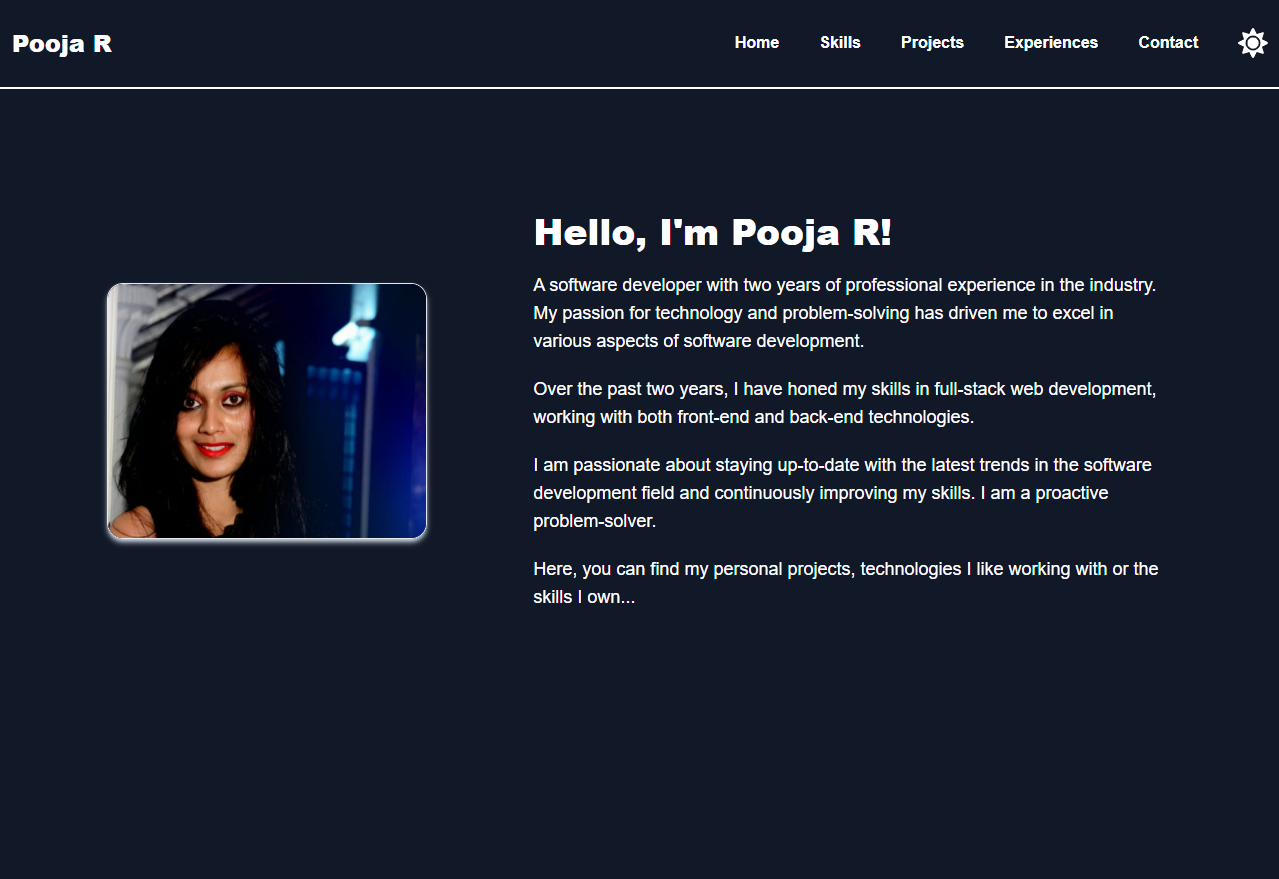 Pooja R
Home
Skills
Projects
Experiences
Contact
Hello, I'm Pooja R!
A software developer with two years of professional experience in the industry.
My passion for technology and problem-solving has driven me to excel in
various aspects of software development.
Over the past two years, I have honed my skills in full-stack web development,
working with both front-end and back-end technologies.
I am passionate about staying up-to-date with the latest trends in the software
development field and continuously improving my skills. I am a proactive
problem-solver.
Here, you can find my personal projects, technologies I like working with or the
skills I own...